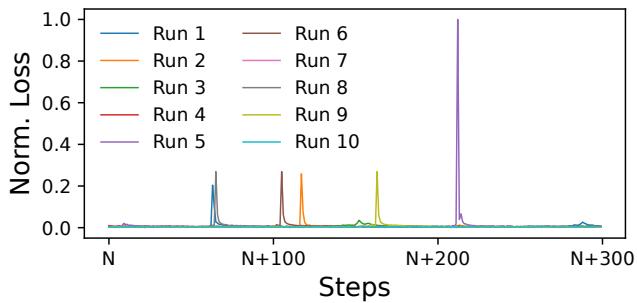 Norm. Loss
1.0
0.8
0.6
0.4
0.2
0.0
Run 1
Run 2
Run 3
Run 4
Run 5
Run 6
Run 7
Run 8
Run 9
Run 10
N
N+100
N+200
N+300
Steps